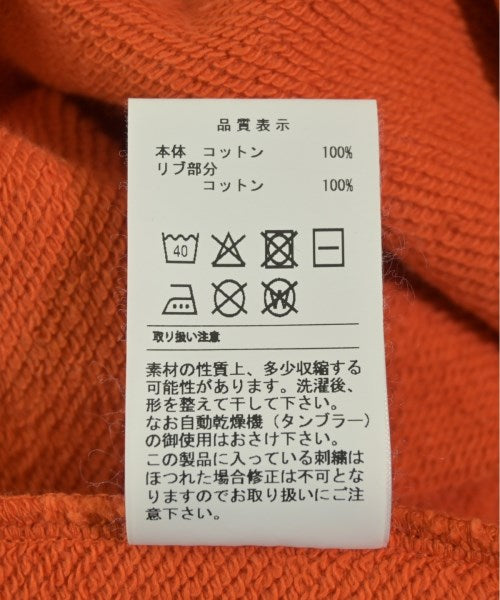 品質表示
本体 コットン 100%
リブ部分
コットン 100%
40
W
取り扱い注意
素材の性質上、多少収縮する
可能性があります。洗濯後、
形を整えて干して下さい。
なお自動乾燥機（タンブラー）
の御使用はおさけ下さい。
この製品に入っている刺繍は
ほつれた場合修正は不可とな
りますのでお取り扱いにご注
意下さい。